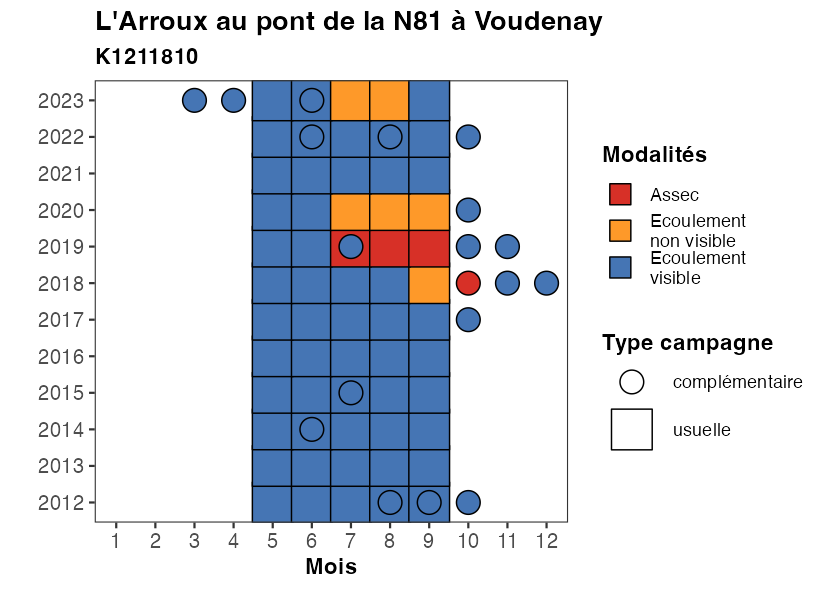 L'Arroux au pont de la N81 à Voudenay
K1211810
2023
2022
2021
2020
2019
2018
2017
2016
2015
2014
2013
2012
1 2 3 4 5 6 7 8 9 10 11 12
Mois
Modalités
Assec
Ecoulement
non visible
Ecoulement
visible
Type campagne
complémentaire
usuelle